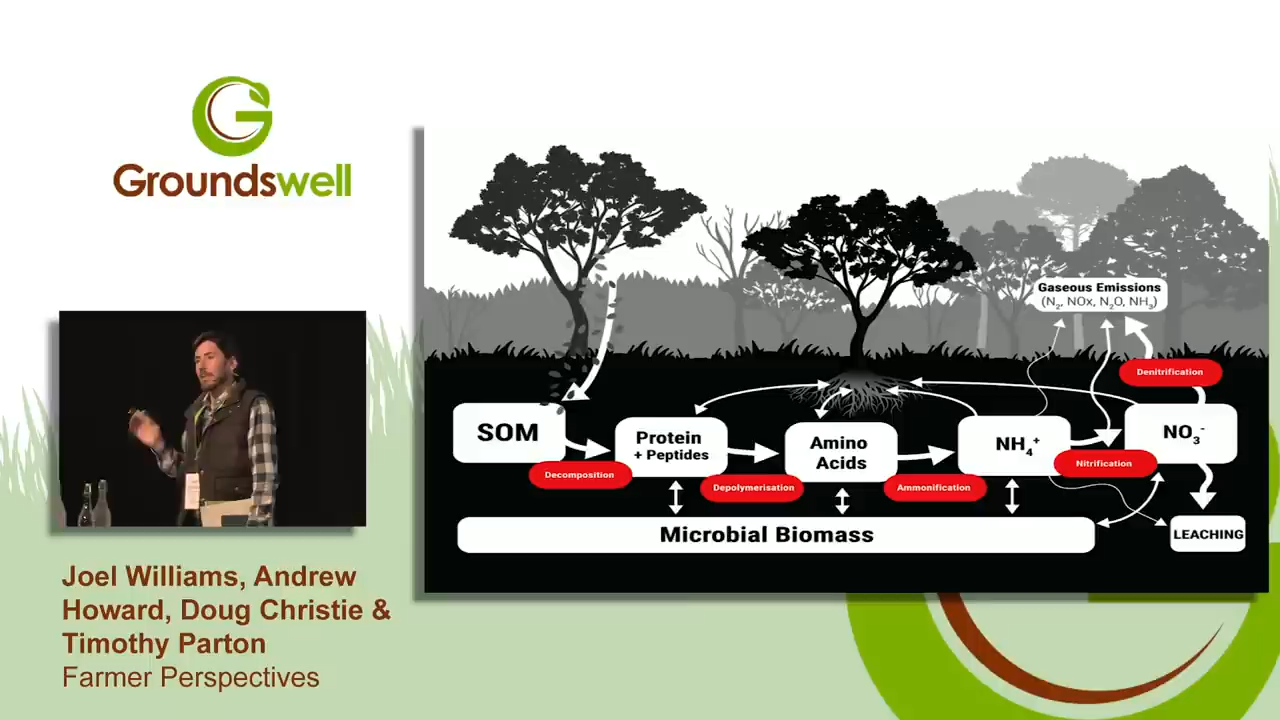 Groundswell
Joel Williams, Andrew
Howard, Doug Christie &
Timothy Parton
Farmer Perspectives
Gaseous Emissions
(N₂, NOx, N₂O, NH₃)
Denitrification
SOM
Protein
+ Peptides
Amino
Acids
NH₄⁺
NO₃⁻
Decomposition
Depolymerisation
Ammonification
Nitrification
Microbial Biomass
LEACHING